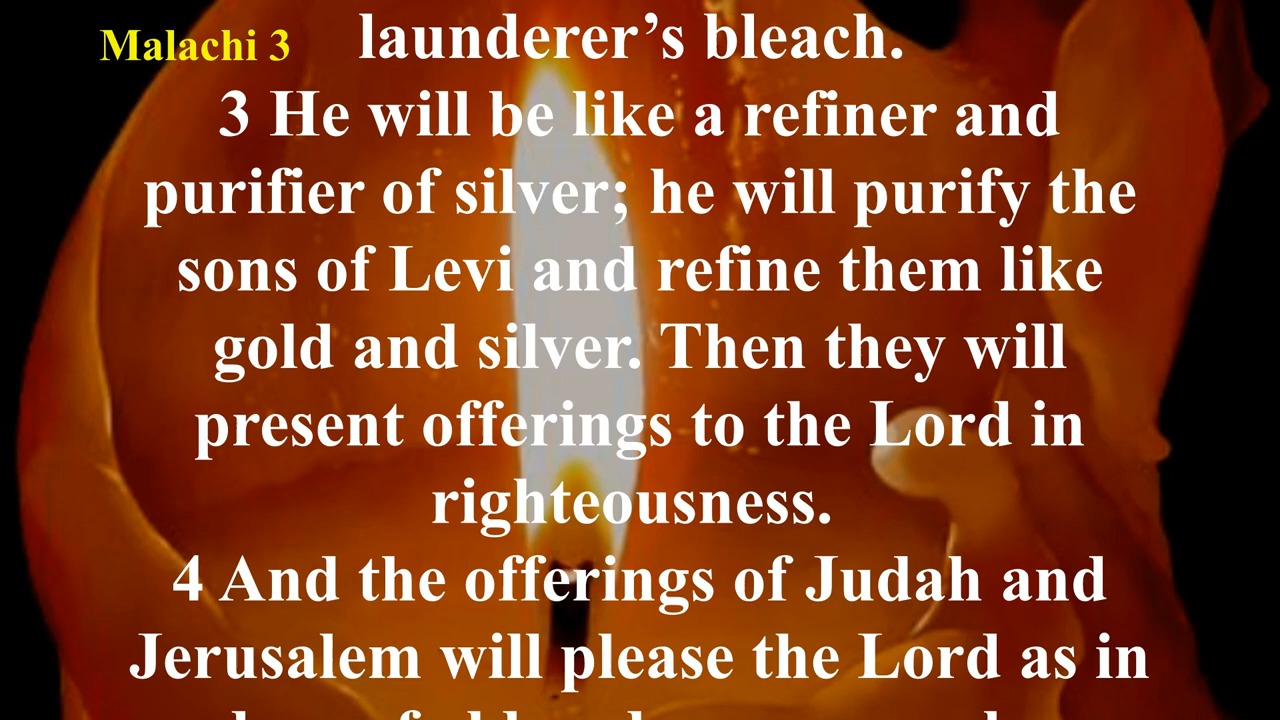 Malachi 3
launderer’s bleach.
3 He will be like a refiner and
purifier of silver; he will purify the
sons of Levi and refine them like
gold and silver. Then they will
present offerings to the Lord in
righteousness.
4 And the offerings of Judah and
Jerusalem will please the Lord as in